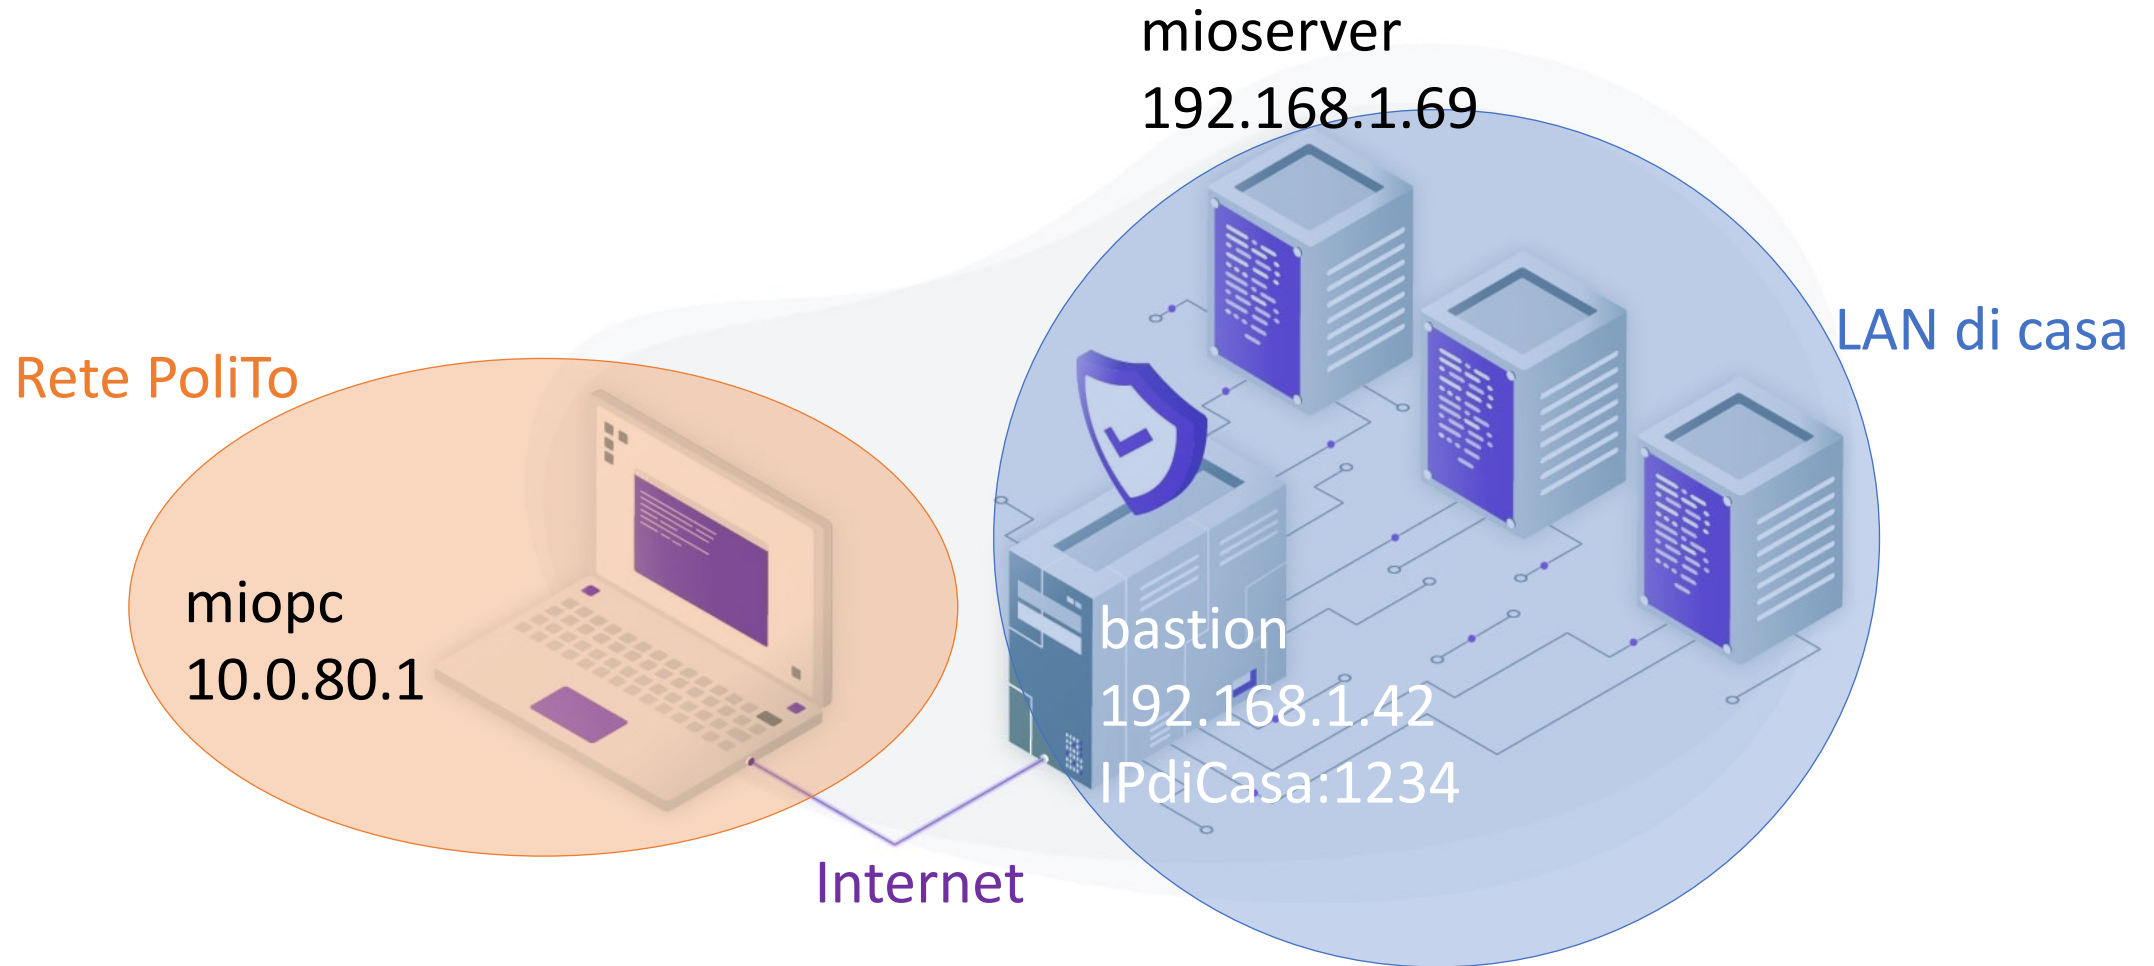 mioserver
192.168.1.69
LAN di casa
Rete PoliTo
miopc
10.0.80.1
bastion
192.168.1.42
IPdiCasa:1234
Internet